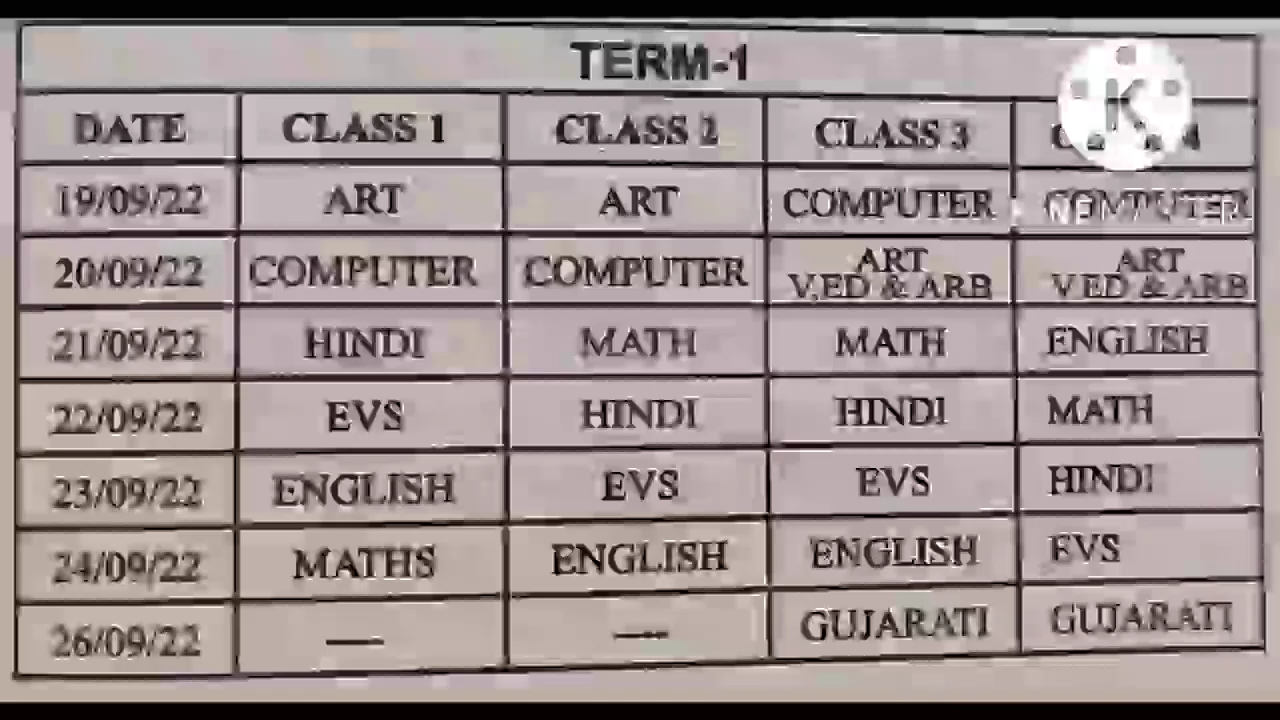 TERM-1
DATE CLASS 1 CLASS 2 CLASS 3 4
19/09/22 ART ART COMPUTER COMPUTER
20/09/22 COMPUTER COMPUTER ART V,ED & ARB ART V.ED & ARB
21/09/22 HINDI MATH MATH ENGLISH
22/09/22 EVS HINDI HINDI MATH
23/09/22 ENGLISH EVS EVS HINDI
24/09/22 MATHS ENGLISH ENGLISH EVS
26/09/22 — — GUJARATI GUJARATI
K